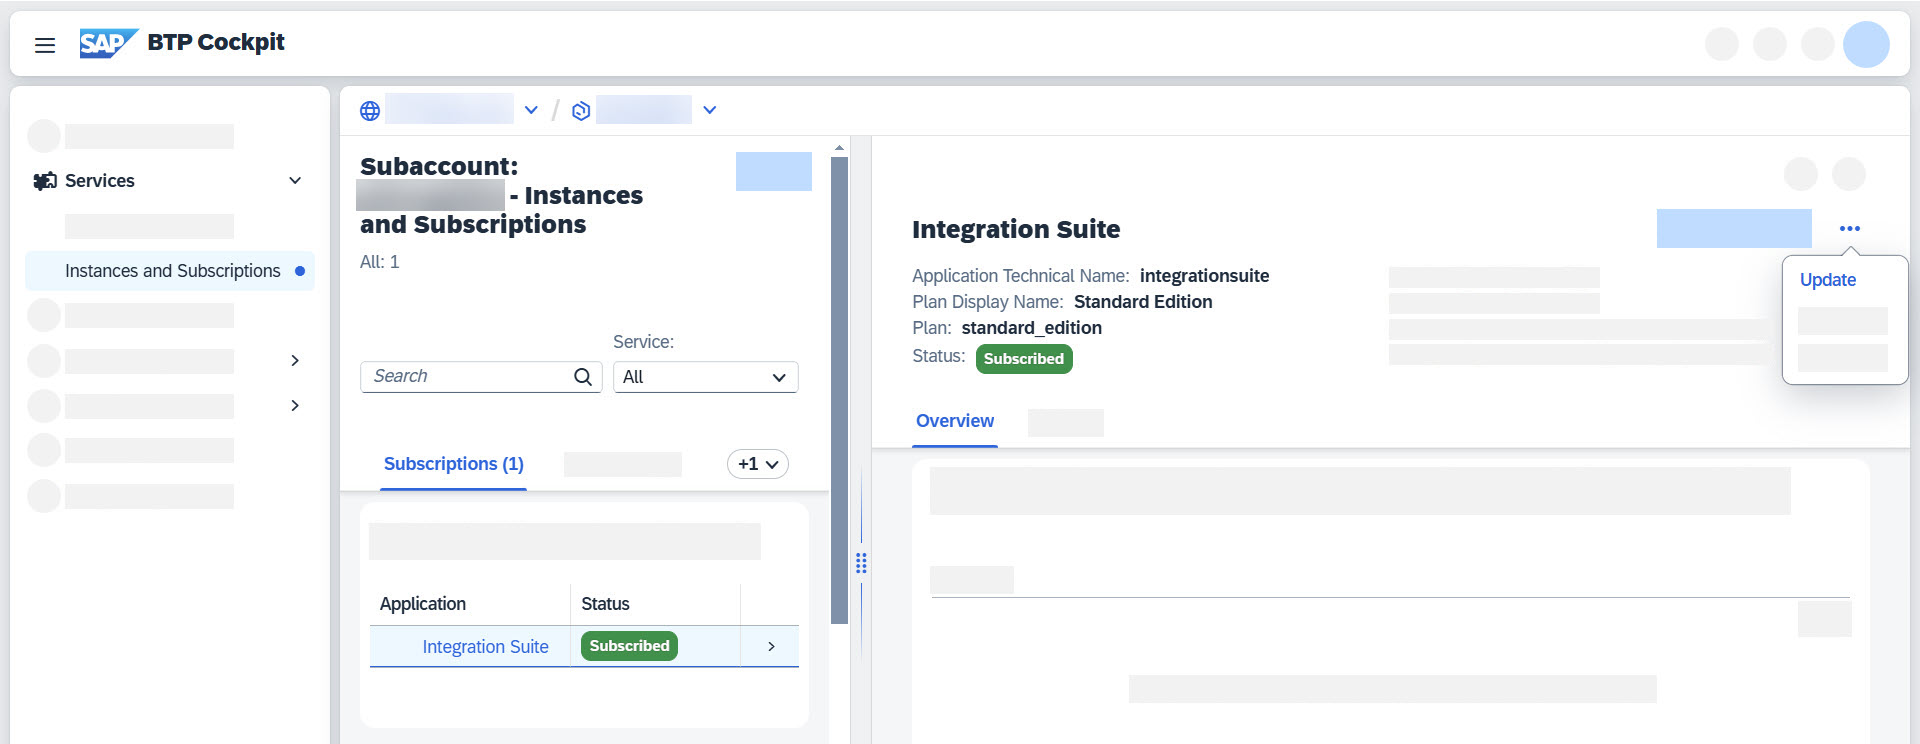 SAP BTP Cockpit
Services
Instances and Subscriptions
Subaccount:
- Instances
and Subscriptions
All: 1
Service:
Search
All
Subscriptions (1)
+1
Application Status
Integration Suite Subscribed
Integration Suite
Application Technical Name: integrationsuite
Plan Display Name: Standard Edition
Plan: standard_edition
Status: Subscribed
Update
Overview